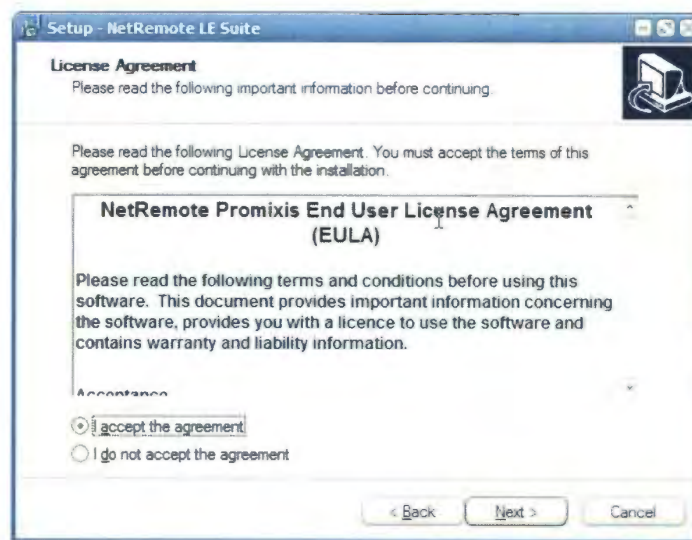 Setup - NetRemote LE Suite
License Agreement
Please read the following important information before continuing.
Please read the following License Agreement. You must accept the terms of this
agreement before continuing with the installation.
NetRemote Promixis End User License Agreement
(EULA)
Please read the following terms and conditions before using this
software. This document provides important information concerning
the software, provides you with a licence to use the software and
contains warranty and liability information.
Acceptance
I accept the agreement
I do not accept the agreement
< Back
Next >
Cancel